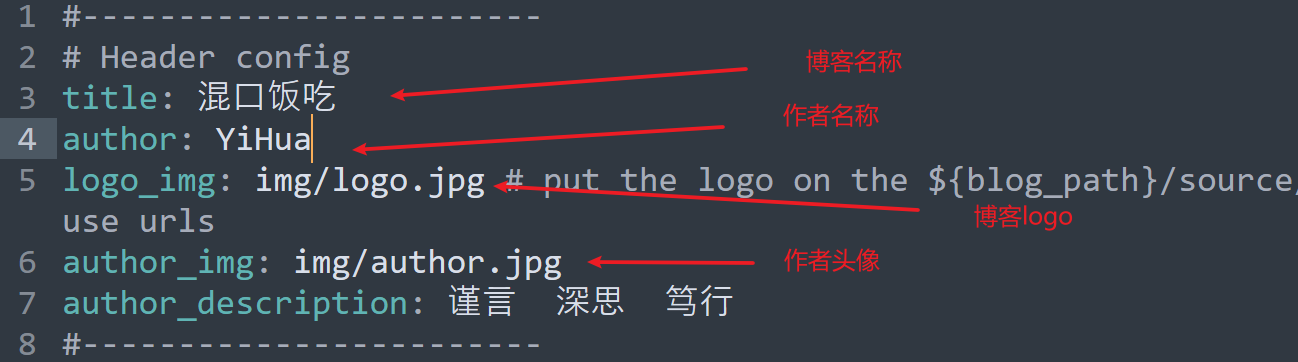 1 #------------------------
2 # Header config
博客名称
3 title: 混口饭吃
作者名称
4 author: YiHua
5 logo_img: img/logo.jpg # put the logo on the ${blog_path}/source/
use urls
博客logo
6 author_img: img/author.jpg
作者头像
7 author_description: 谨言 深思 笃行
8 #------------------------